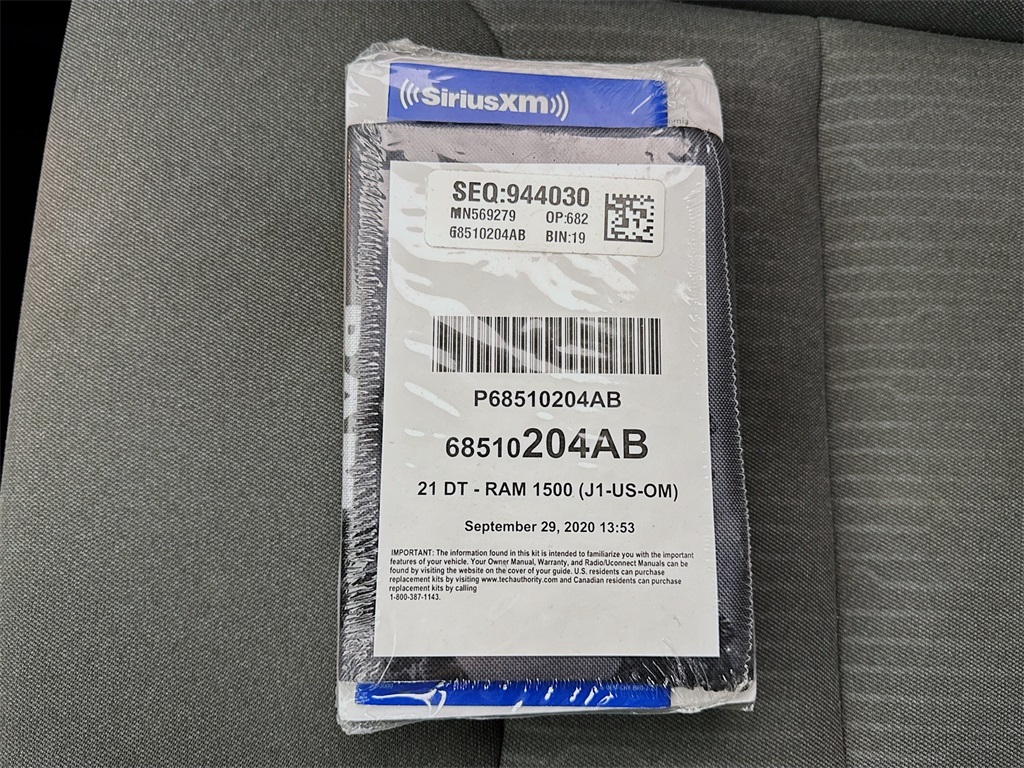 SiriusXM
SEQ:944030
MN569279 OP:682
68510204AB BIN:19
P68510204AB
68510204AB
21 DT - RAM 1500 (J1-US-OM)
September 29, 2020 13:53
IMPORTANT: The information found in this kit is intended to familiarize you with the important
features of your vehicle. Your Owner Manual, Warranty, and Radio/Uconnect Manuals can be
found by visiting the website on the cover of your guide. U.S. residents can purchase
replacement kits by visiting www.techauthority.com and Canadian residents can purchase
replacement kits by calling
1-800-387-1143.